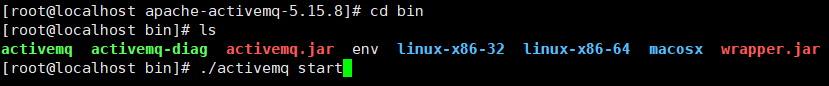 [root@localhost apache-activemq-5.15.8]# cd bin
[root@localhost bin]# ls
activemq  activemq-diag  activemq.jar  env  linux-x86-32  linux-x86-64  macosx  wrapper.jar
[root@localhost bin]# ./activemq start